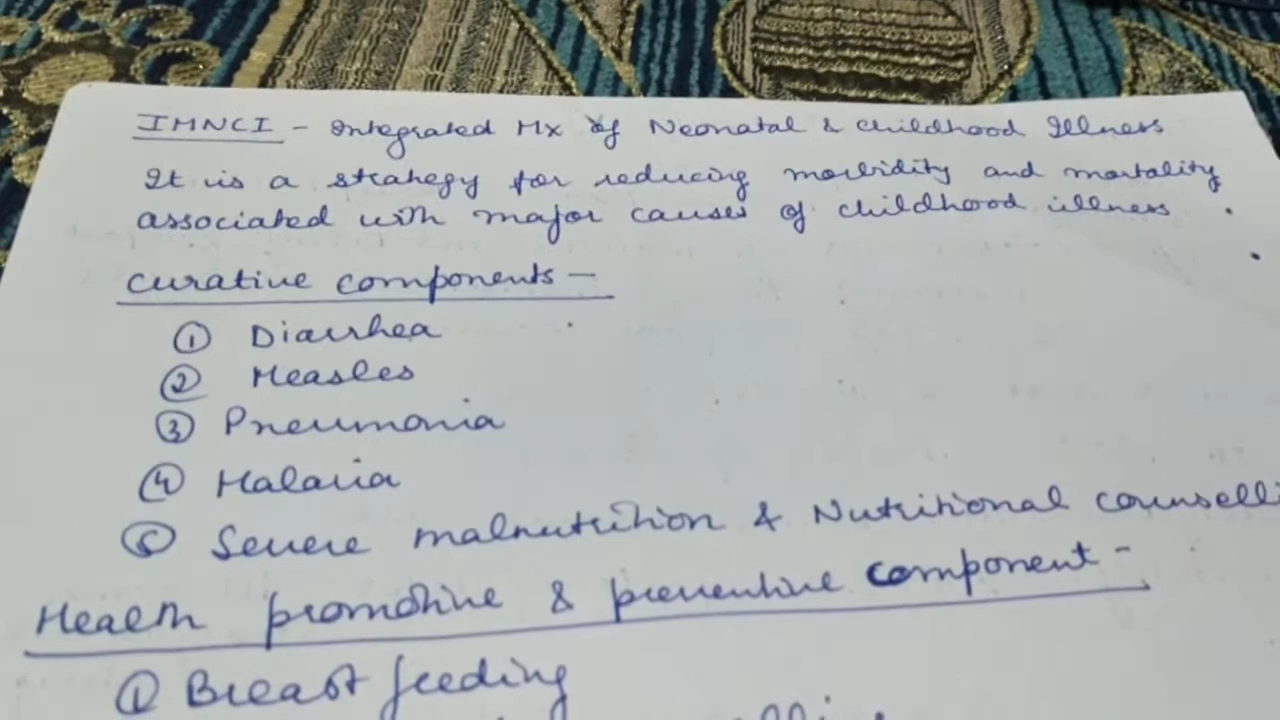 IMNCI - Integrated Mx of Neonatal & childhood Illness
It is a strategy for reducing morbidity and mortality
associated with major causes of childhood illness
Curative components -
① Diarrhea
② Measles
③ Pneumonia
④ Malaria
⑤ Severe malnutrition & Nutritional counselli
Health promotive & preventive component -
① Breast feeding